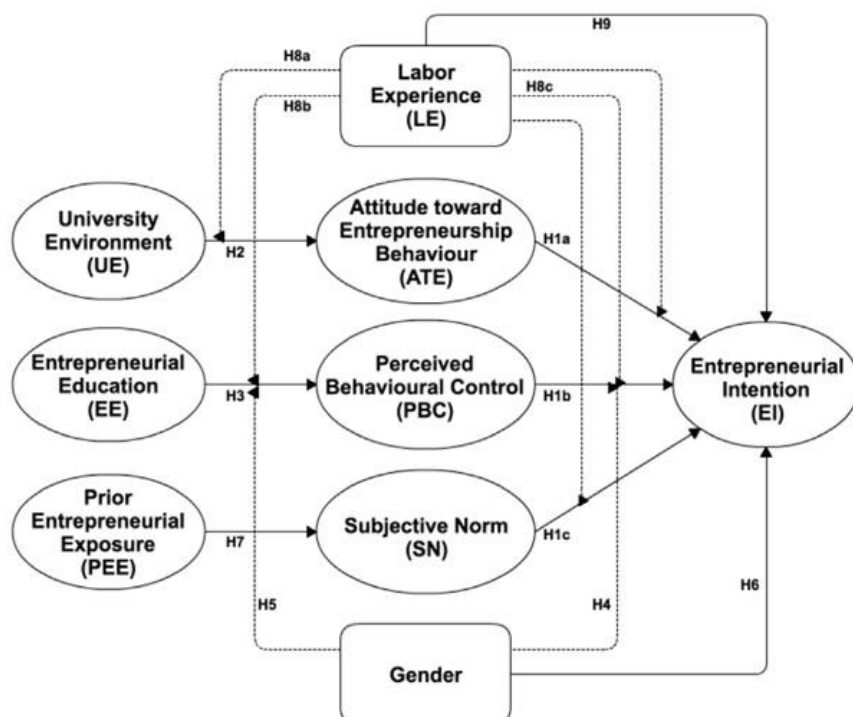 H9
H8a
Labor
Experience
(LE)
H8b
H8c
University
Environment
(UE)
H2
Attitude toward
Entrepreneurship
Behaviour
(ATE)
H1a
Entrepreneurial
Education
(EE)
H3
Perceived
Behavioural Control
(PBC)
H1b
Entrepreneurial
Intention
(EI)
Prior
Entrepreneurial
Exposure
(PEE)
H7
Subjective Norm
(SN)
H1c
H5
H4
H6
Gender